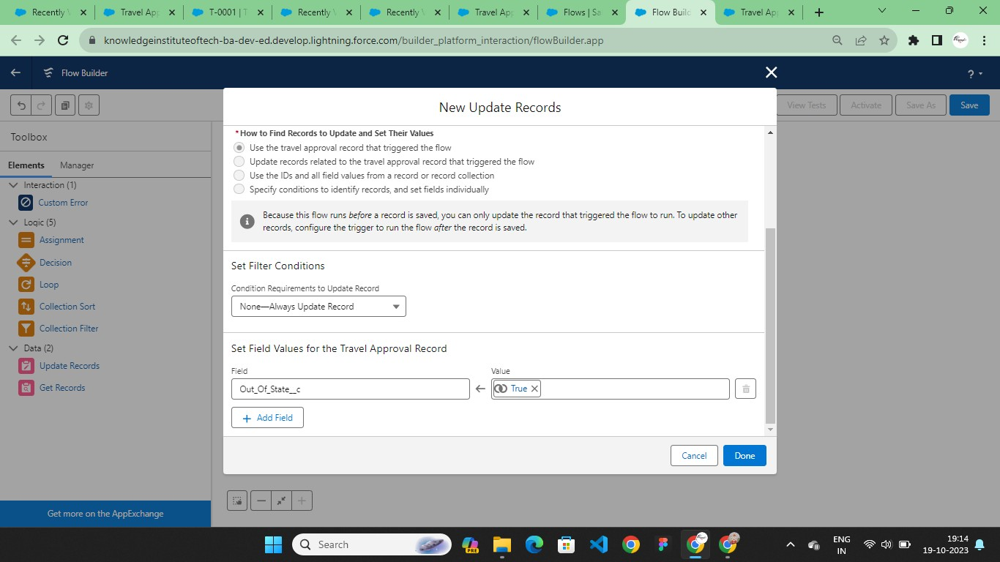 Recently
Travel App
T-0001 | T
Recently
Recently
Travel App
Flows | Sa
Flow Build
Travel App
knowledgeinstituteoftech-ba-dev-ed.develop.lightning.force.com/builder_platform_interaction/flowBuilder.app
Flow Builder
?
View Tests
Activate
Save As
Save
New Update Records
Toolbox
Elements
Manager
Interaction (1)
Custom Error
Logic (5)
Assignment
Decision
Loop
Collection Sort
Collection Filter
Data (2)
Update Records
Get Records
Get more on the AppExchange
*How to Find Records to Update and Set Their Values
Use the travel approval record that triggered the flow
Update records related to the travel approval record that triggered the flow
Use the IDs and all field values from a record or record collection
Specify conditions to identify records, and set fields individually
Because this flow runs before a record is saved, you can only update the record that triggered the flow to run. To update other
records, configure the trigger to run the flow after the record is saved.
Set Filter Conditions
Condition Requirements to Update Record
None—Always Update Record
Set Field Values for the Travel Approval Record
Field
Value
Out_Of_State__c
True
+ Add Field
Cancel
Done
Search
PRE
ENG
IN
19:14
19-10-2023